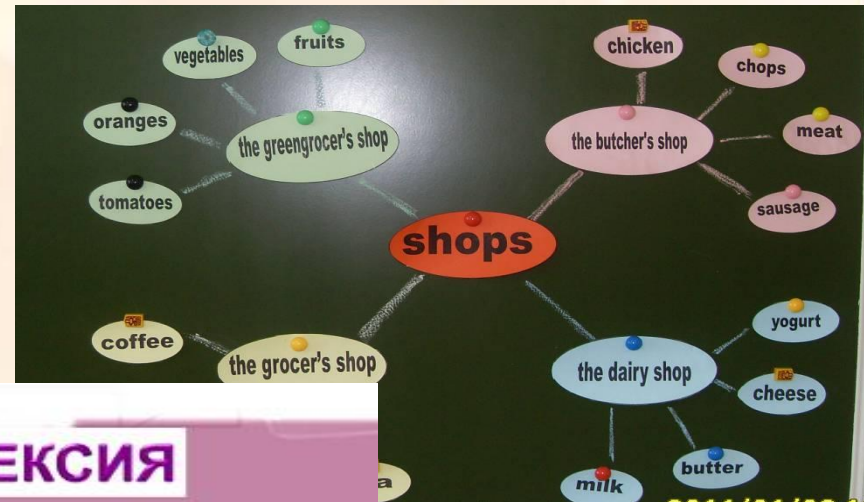 vegetables
fruits
oranges
the greengrocer's shop
tomatoes
chicken
chops
the butcher's shop
meat
sausage
shops
coffee
the grocer's shop
yogurt
the dairy shop
cheese
milk
butter
ЕКСИЯ
a